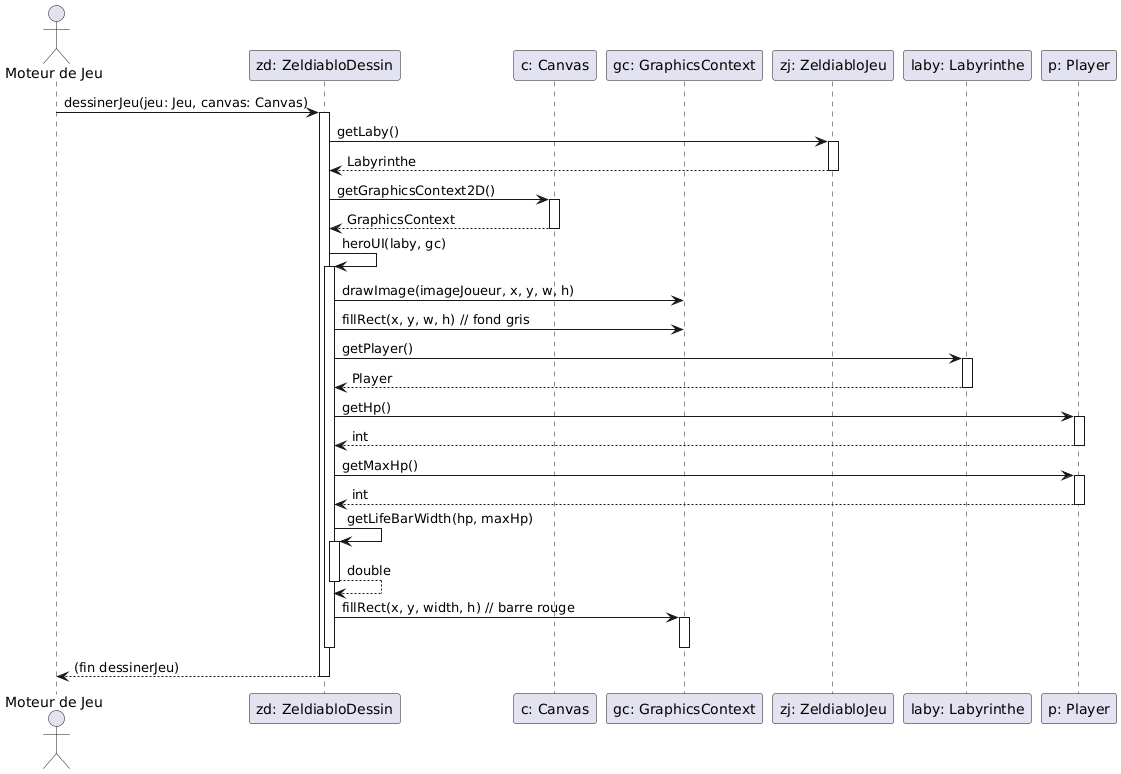 Moteur de Jeu
zd: ZeldiabloDessin
c: Canvas
gc: GraphicsContext
zj: ZeldiabloJeu
laby: Labyrinthe
p: Player
dessinerJeu(jeu: Jeu, canvas: Canvas)
getLaby()
Labyrinthe
getGraphicsContext2D()
GraphicsContext
heroUI(laby, gc)
drawImage(imageJoueur, x, y, w, h)
fillRect(x, y, w, h) // fond gris
getPlayer()
Player
getHp()
int
getMaxHp()
int
getLifeBarWidth(hp, maxHp)
double
fillRect(x, y, width, h) // barre rouge
(fin dessinerJeu)
Moteur de Jeu
zd: ZeldiabloDessin
c: Canvas
gc: GraphicsContext
zj: ZeldiabloJeu
laby: Labyrinthe
p: Player